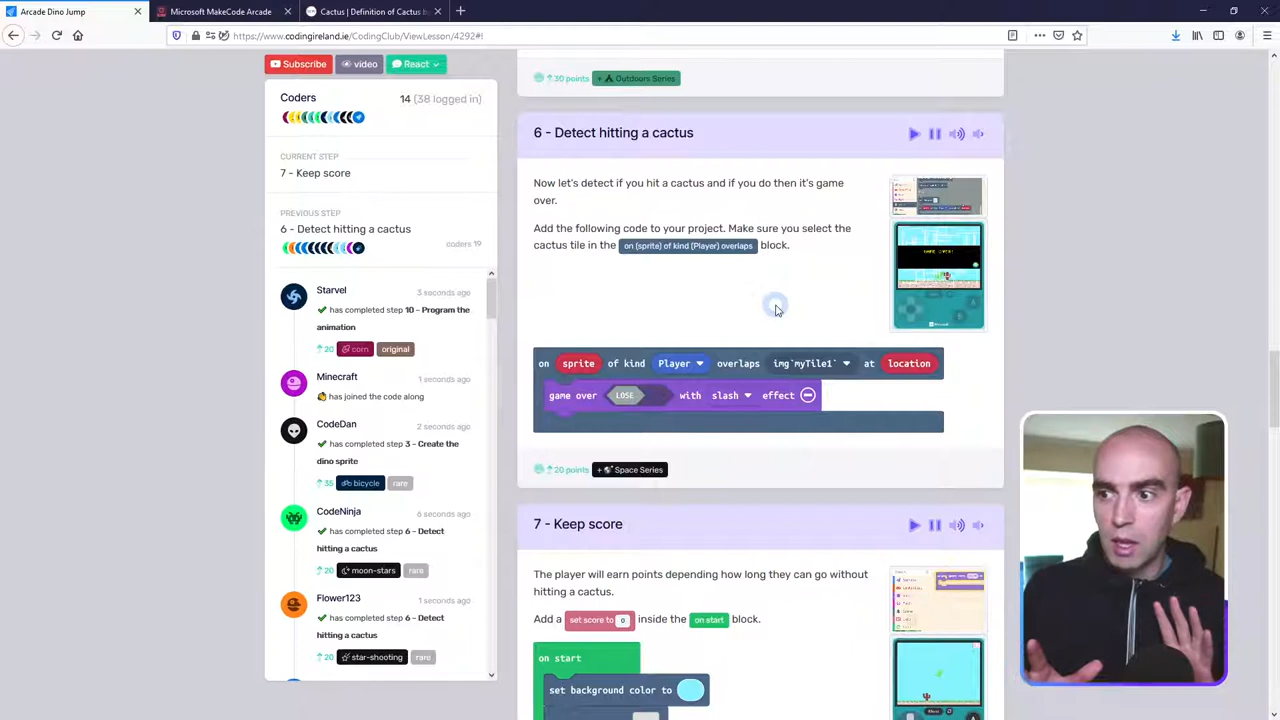 Arcade Dino Jump
Microsoft MakeCode Arcade
Cactus | Definition of Cactus by
https://www.codingireland.ie/CodingClub/ViewLesson/4292#
Subscribe
video
React
Coders
14 (38 logged in)
CURRENT STEP
7 - Keep score
PREVIOUS STEP
6 - Detect hitting a cactus
coders 19
Starvel
3 seconds ago
has completed step 10 - Program the
animation
20 corn original
Minecraft
1 seconds ago
has joined the code along
CodeDan
2 seconds ago
has completed step 3 - Create the
dino sprite
35 bicycle rare
CodeNinja
6 seconds ago
has completed step 6 - Detect
hitting a cactus
20 moon-stars rare
Flower123
1 seconds ago
has completed step 6 - Detect
hitting a cactus
20 star-shooting rare
30 points + Outdoors Series
6 - Detect hitting a cactus
Now let's detect if you hit a cactus and if you do then it's game
over.
Add the following code to your project. Make sure you select the
cactus tile in the on (sprite) of kind (Player) overlaps block.
GAME OVER!
Microsoft
on sprite of kind Player overlaps img`myTile1` at location
game over LOSE with slash effect
20 points + Space Series
7 - Keep score
The player will earn points depending how long they can go without
hitting a cactus.
Add a set score to 0 inside the on start block.
on start
set background color to